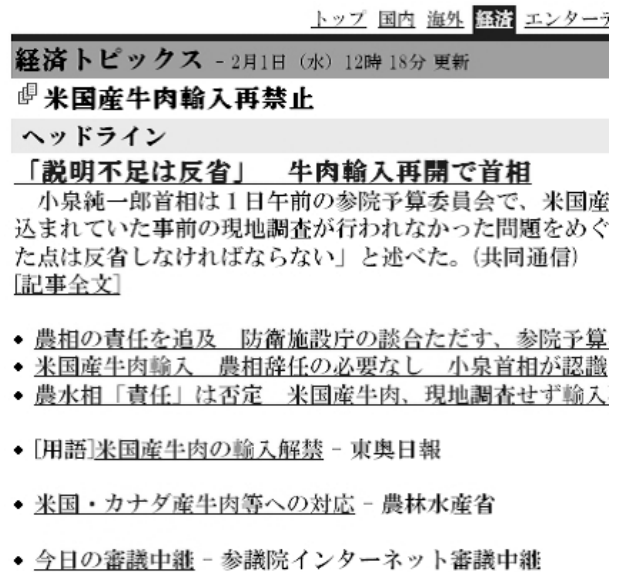 トップ 国内 海外 経済 エンターテ
経済トピックス - 2月1日（水）12時 18分 更新
米国産牛肉輸入再禁止
ヘッドライン
「説明不足は反省」　牛肉輸入再開で首相
小泉純一郎首相は１日午前の参院予算委員会で、米国産
込まれていた事前の現地調査が行われなかった問題をめぐ
た点は反省しなければならない」と述べた。(共同通信)
[記事全文]
• 農相の責任を追及　防衛施設庁の談合ただす、参院予算
• 米国産牛肉輸入　農相辞任の必要なし　小泉首相が認識
• 農水相「責任」は否定　米国産牛肉、現地調査せず輸入
• [用語]米国産牛肉の輸入解禁 - 東奥日報
• 米国・カナダ産牛肉等への対応 - 農林水産省
• 今日の審議中継 - 参議院インターネット審議中継